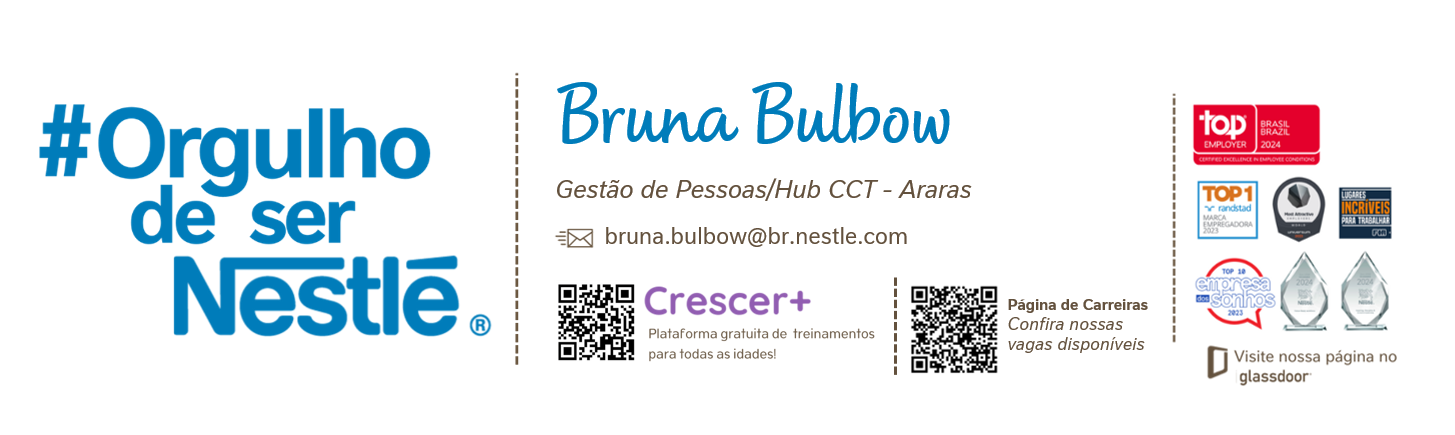 #Orgulho
de ser
Nestlé®
Bruna Bulbow
Gestão de Pessoas/Hub CCT - Araras
bruna.bulbow@br.nestle.com
Crescer+
Plataforma gratuita de treinamentos
para todas as idades!
Página de Carreiras
Confira nossas
vagas disponíveis
top
EMPLOYER
BRASIL
BRAZIL
2024
CERTIFIED EXCELLENCE IN EMPLOYEE CONDITIONS
TOP 1
randstad
MARCA
EMPREGADORA
2023
Most Attractive
LUGARES
INCRÍVEIS
PARA TRABALHAR
TOP 10
empresa
dos sonhos
2023
Visite nossa página no
glassdoor